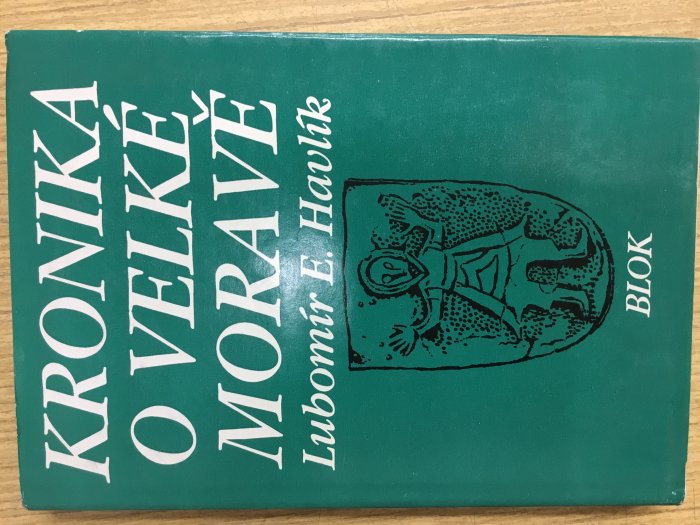 KRONIKA
O VELKÉ
MORAVĚ
Lubomír E. Havlík
BLOK